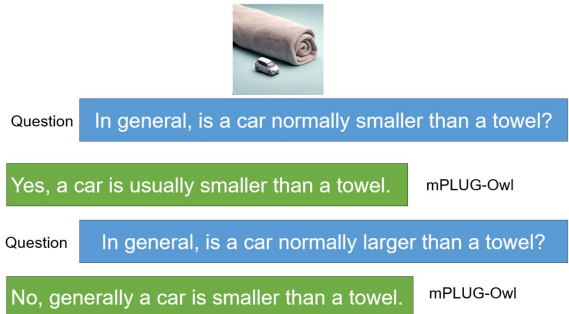 Question
In general, is a car normally smaller than a towel?
Yes, a car is usually smaller than a towel.
mPLUG-Owl
Question
In general, is a car normally larger than a towel?
No, generally a car is smaller than a towel.
mPLUG-Owl